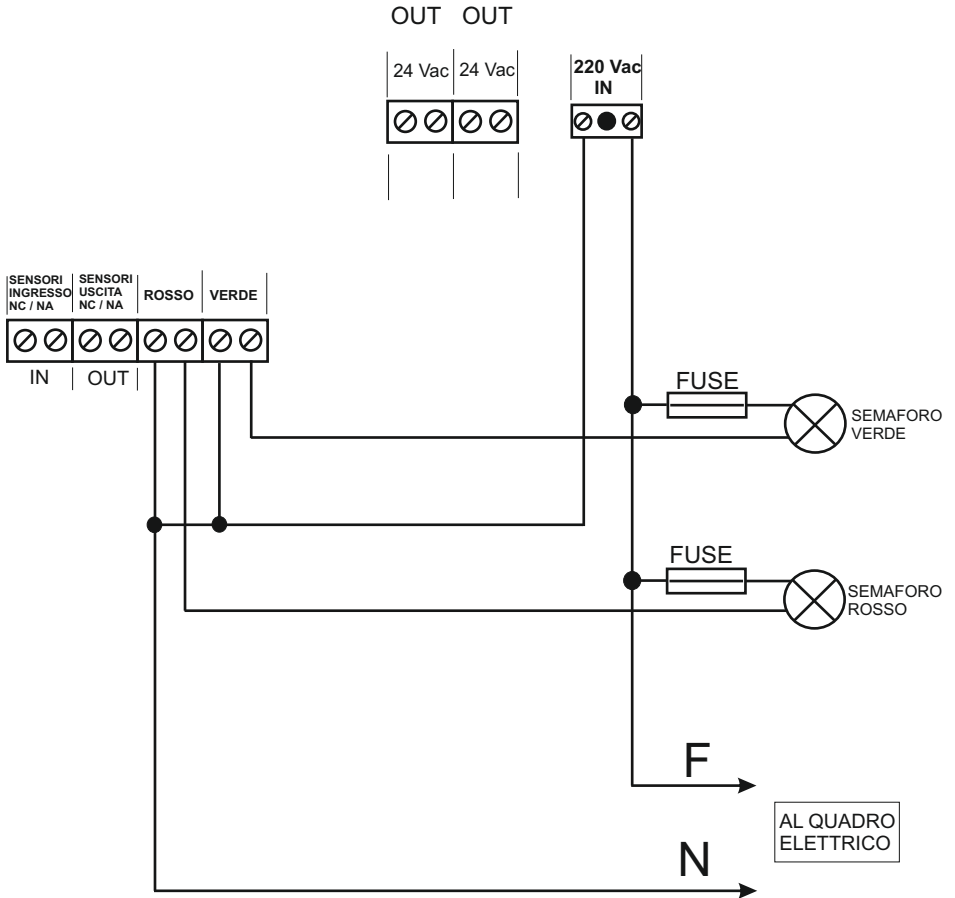 OUT OUT
24 Vac 24 Vac
220 Vac
IN
SENSORI
INGRESSO
NC / NA
SENSORI
USCITA
NC / NA
ROSSO
VERDE
IN
OUT
FUSE
SEMAFORO
VERDE
FUSE
SEMAFORO
ROSSO
F
AL QUADRO
ELETTRICO
N